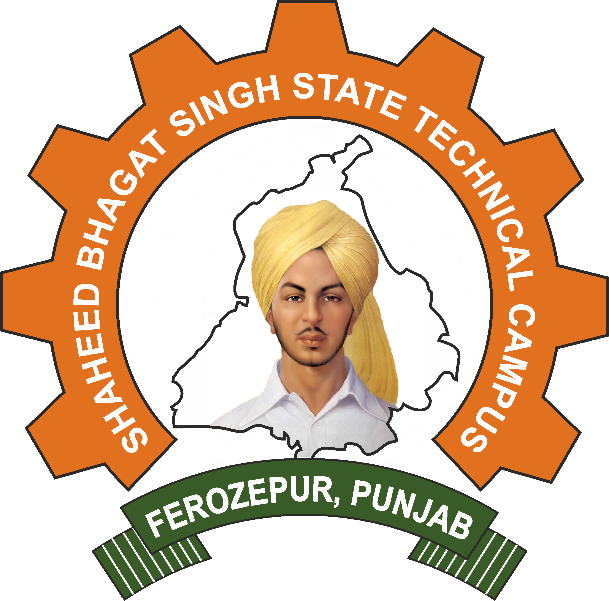 SHAHEED BHAGAT SINGH STATE TECHNICAL CAMPUS
FEROZEPUR, PUNJAB